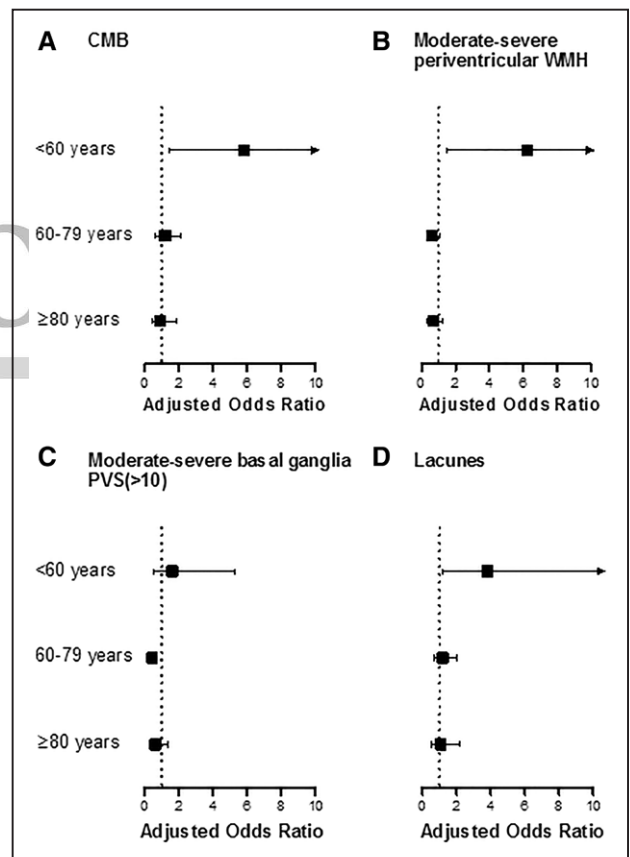 A CMB
B Moderate-severe
periventricular WMH
<60 years
60-79 years
≥80 years
0 2 4 6 8 10
Adjusted Odds Ratio
0 2 4 6 8 10
Adjusted Odds Ratio
C Moderate-severe basal ganglia
PVS(>10)
D Lacunes
<60 years
60-79 years
≥80 years
0 2 4 6 8 10
Adjusted Odds Ratio
0 2 4 6 8 10
Adjusted Odds Ratio